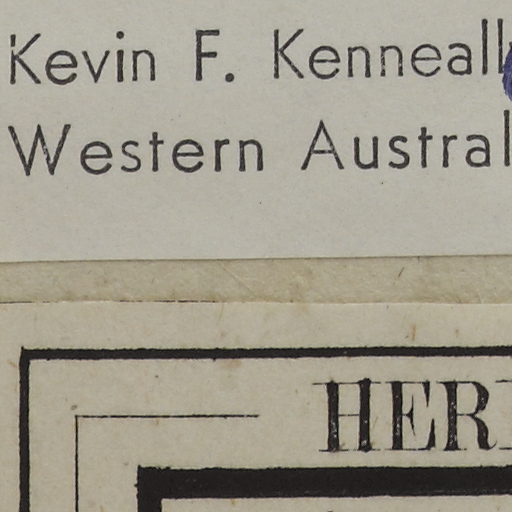 Kevin F. Kenneall
Western Austral
HER